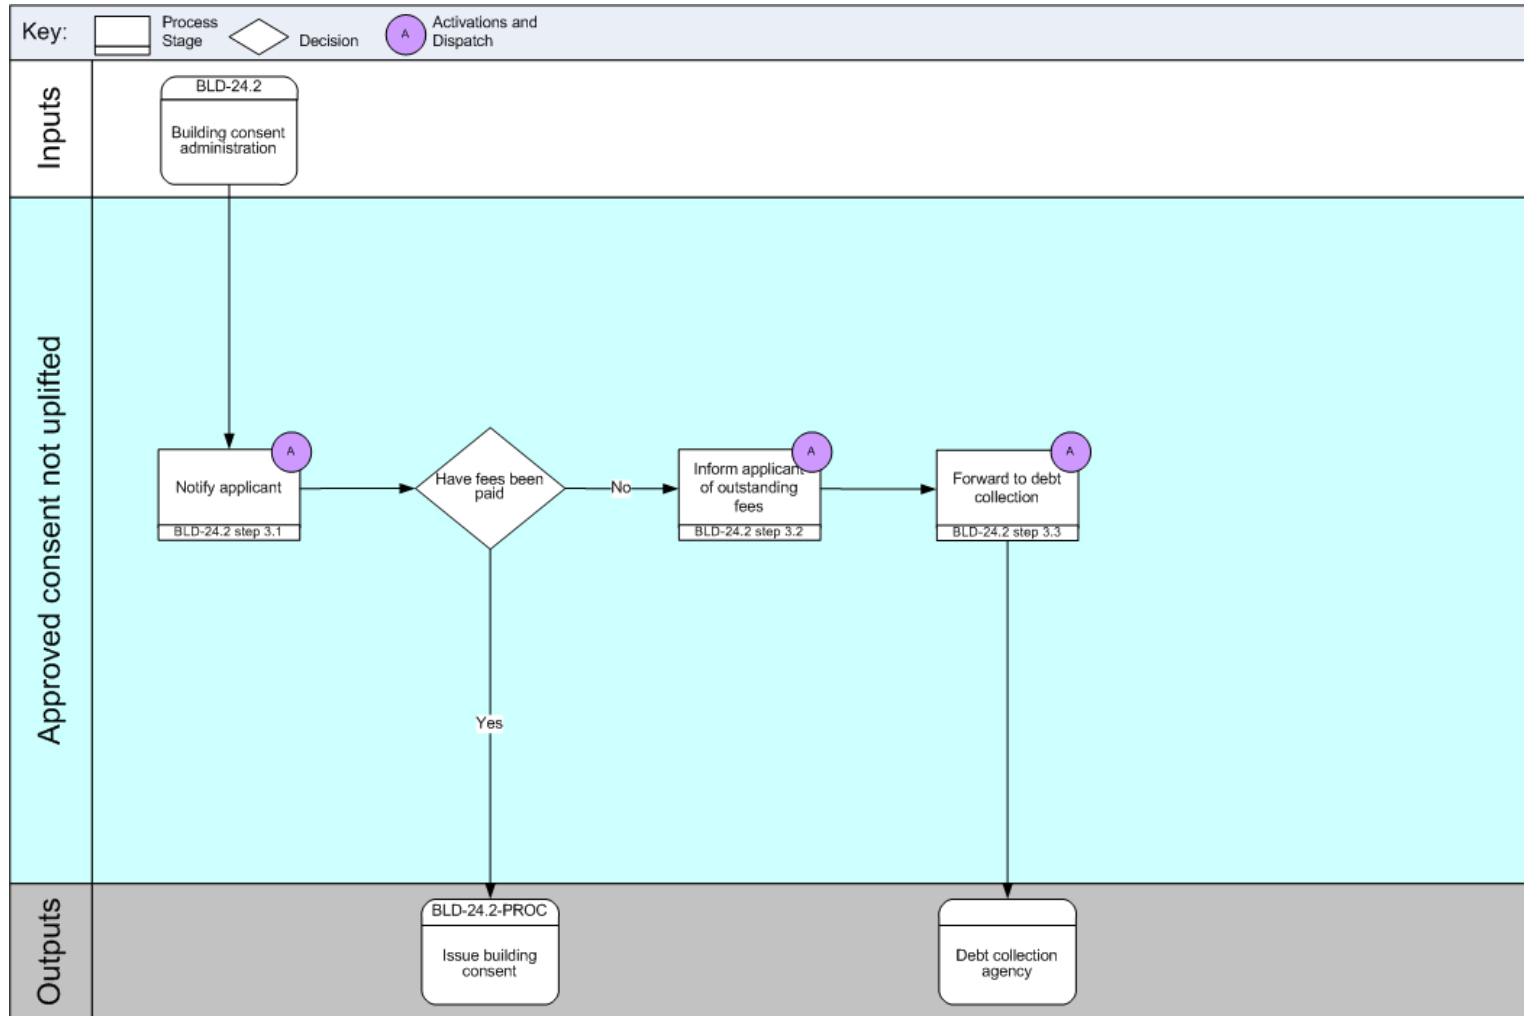 Key:
Process
Stage
Decision
A
Activations and
Dispatch
Inputs
BLD-24.2
Building consent
administration
Approved consent not uplifted
A
Notify applicant
BLD-24.2 step 3.1
Have fees been
paid
No
A
Inform applicant
of outstanding
fees
BLD-24.2 step 3.2
A
Forward to debt
collection
BLD-24.2 step 3.3
Yes
Outputs
BLD-24.2-PROC
Issue building
consent
Debt collection
agency